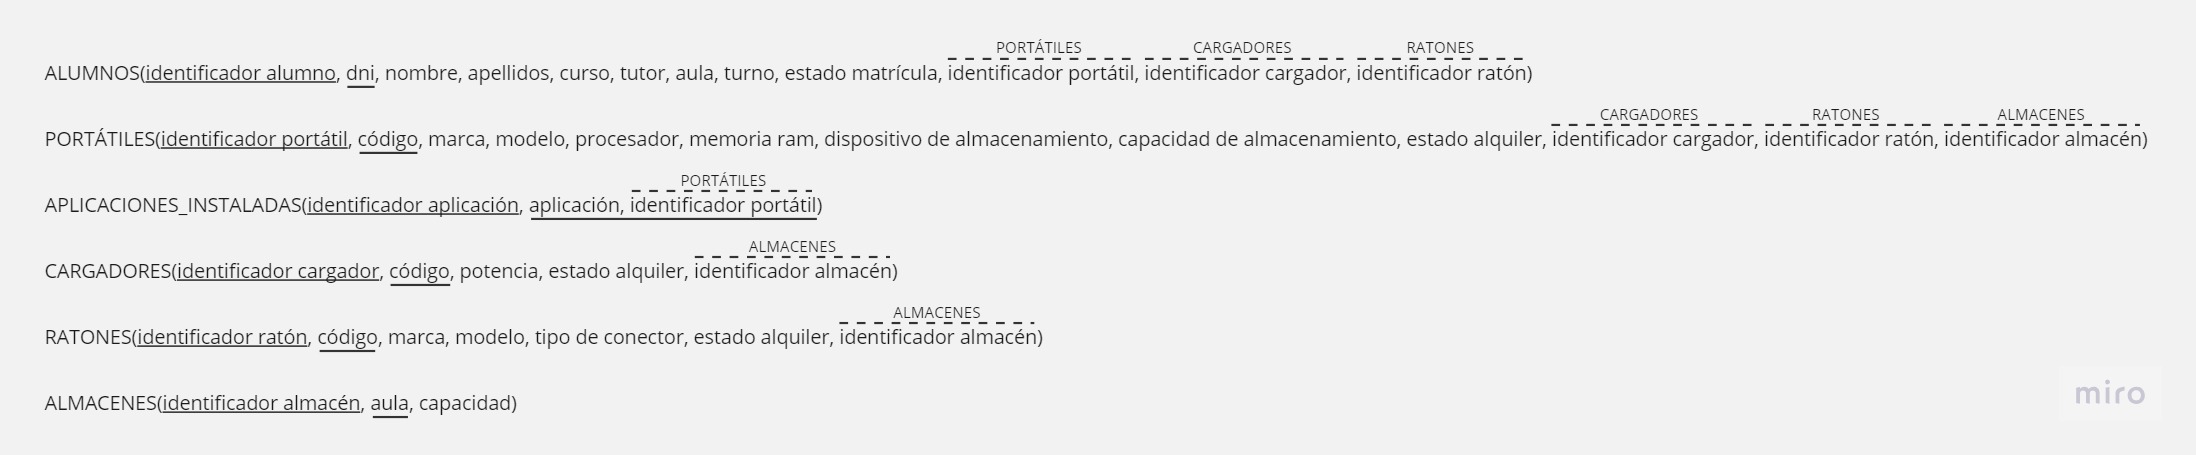 PORTÁTILES CARGADORES RATONES
ALUMNOS(identificador alumno, dni, nombre, apellidos, curso, tutor, aula, turno, estado matrícula, identificador portátil, identificador cargador, identificador ratón)
CARGADORES RATONES ALMACENES
PORTÁTILES(identificador portátil, código, marca, modelo, procesador, memoria ram, dispositivo de almacenamiento, capacidad de almacenamiento, estado alquiler, identificador cargador, identificador ratón, identificador almacén)
PORTÁTILES
APLICACIONES_INSTALADAS(identificador aplicación, aplicación, identificador portátil)
ALMACENES
CARGADORES(identificador cargador, código, potencia, estado alquiler, identificador almacén)
ALMACENES
RATONES(identificador ratón, código, marca, modelo, tipo de conector, estado alquiler, identificador almacén)
ALMACENES(identificador almacén, aula, capacidad)
miro